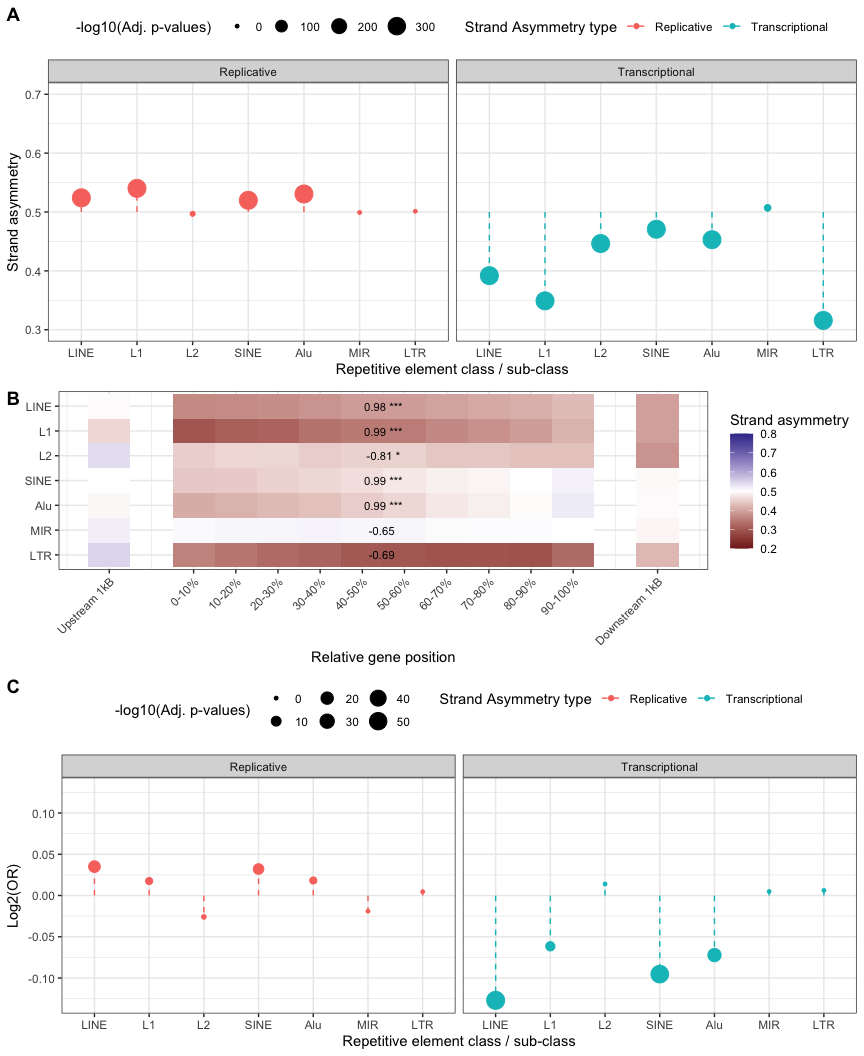 A
-log10(Adj. p-values) 0 100 200 300 Strand Asymmetry type Replicative Transcriptional
Replicative Transcriptional
Strand asymmetry
0.7
0.6
0.5
0.4
0.3
LINE L1 L2 SINE Alu MIR LTR LINE L1 L2 SINE Alu MIR LTR
Repetitive element class / sub-class
B
LINE 0.98 ***
L1 0.99 ***
L2 -0.81 *
SINE 0.99 ***
Alu 0.99 ***
MIR -0.65
LTR -0.69
Upstream 1kB 0-10% 10-20% 20-30% 30-40% 40-50% 50-60% 60-70% 70-80% 80-90% 90-100% Downstream 1kB
Relative gene position
Strand asymmetry
0.8
0.7
0.6
0.5
0.4
0.3
0.2
C
-log10(Adj. p-values) 0 20 40
10 30 50
Strand Asymmetry type Replicative Transcriptional
Replicative Transcriptional
Log2(OR)
0.10
0.05
0.00
-0.05
-0.10
LINE L1 L2 SINE Alu MIR LTR LINE L1 L2 SINE Alu MIR LTR
Repetitive element class / sub-class